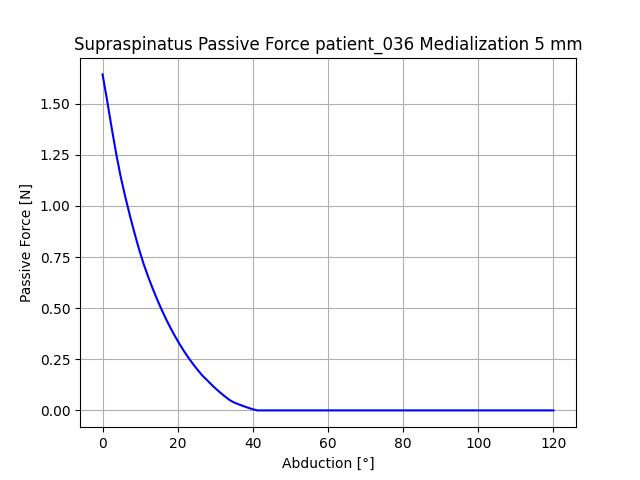 Supraspinatus Passive Force patient_036 Medialization 5 mm
1.50
1.25
1.00
0.75
0.50
0.25
0.00
Passive Force [N]
0 20 40 60 80 100 120
Abduction [°]